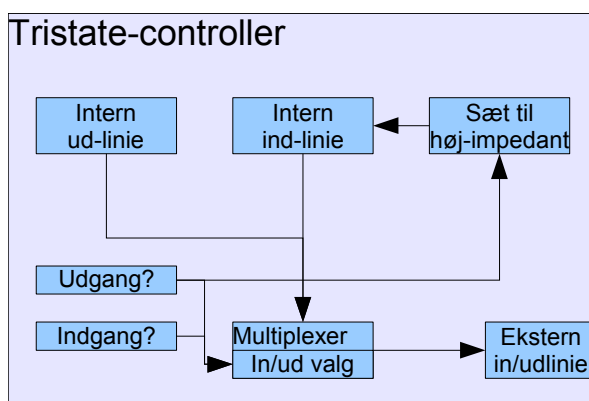 Tristate-controller
Intern
ud-linie
Intern
ind-linie
Sæt til
høj-impedant
Udgang?
Indgang?
Multiplexer
In/ud valg
Ekstern
in/udlinie